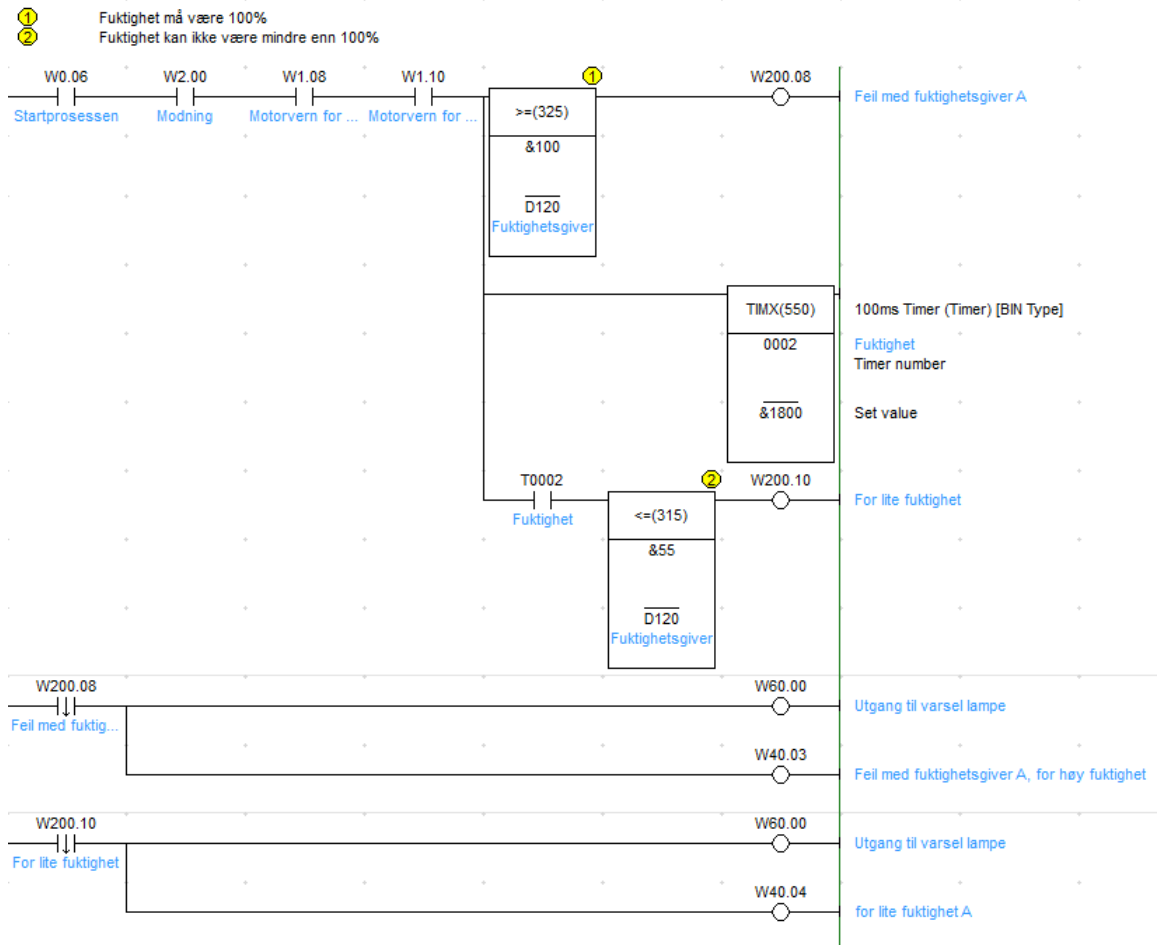 1 Fuktighet må være 100%
2 Fuktighet kan ikke være mindre enn 100%
W0.06 W2.00 W1.08 W1.10 1 W200.08
Startprosessen Modning Motorvern for ... Motorvern for ... >=(325) Feil med fuktighetsgiver A
&100
D120
Fuktighetsgiver
TIMX(550) 100ms Timer (Timer) [BIN Type]
0002 Fuktighet
Timer number
&1800 Set value
T0002 2 W200.10
Fuktighet <=(315) For lite fuktighet
&55
D120
Fuktighetsgiver
W200.08 W60.00
Feil med fuktig... Utgang til varsel lampe
W40.03
Feil med fuktighetsgiver A, for høy fuktighet
W200.10 W60.00
For lite fuktighet Utgang til varsel lampe
W40.04
for lite fuktighet A